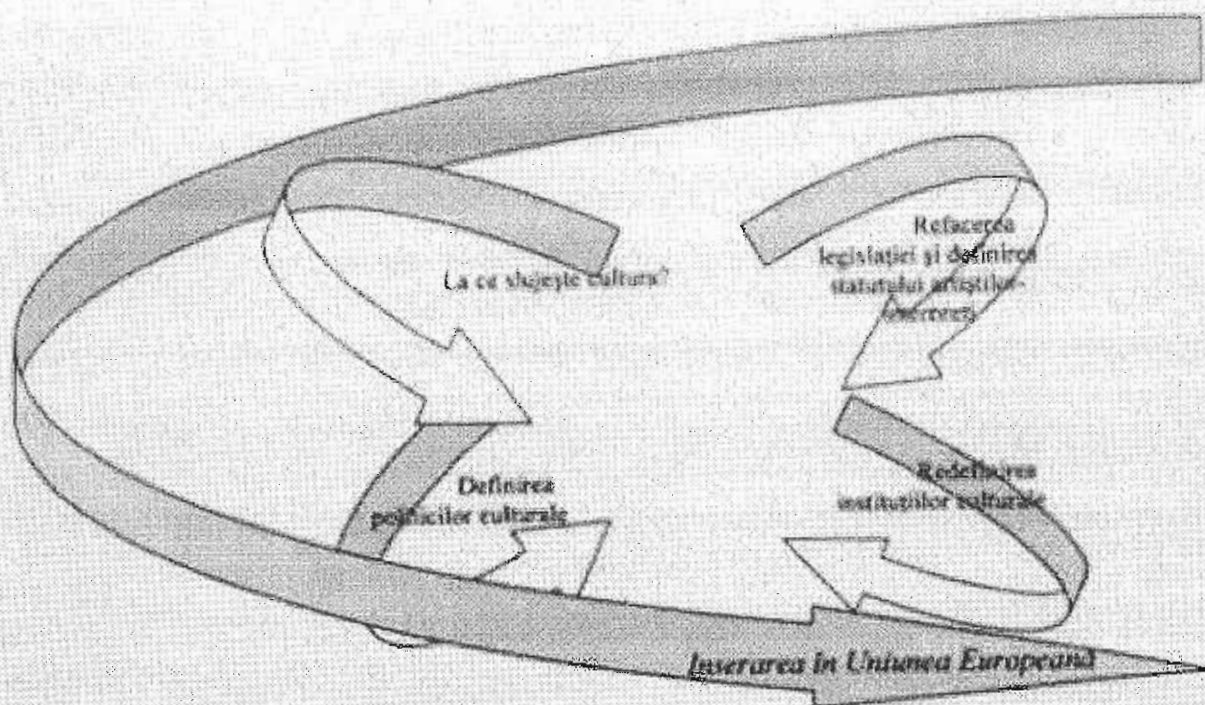 La ce slujește cultura?
Refacerea
legislației și definirea
statutului artiștilor-
Definirea
politicilor culturale
Redefinirea
instituțiilor culturale
Inserarea în Uniunea Europeană